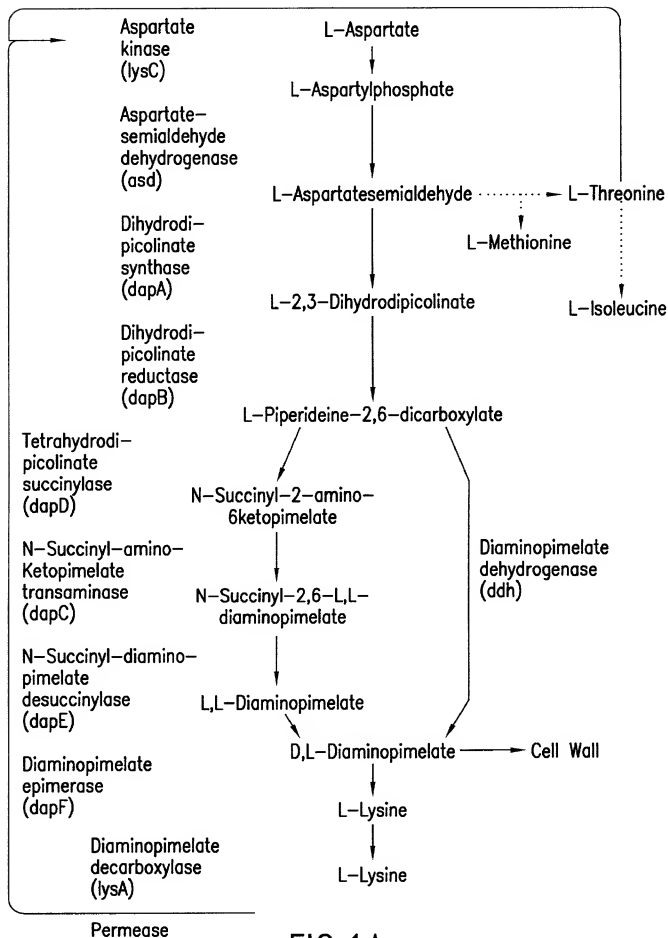 Aspartate
kinase
(lysC)
L-Aspartate
L-Aspartylphosphate
Aspartate-
semialdehyde
dehydrogenase
(asd)
L-Aspartatesemialdehyde
L-Threonine
L-Methionine
Dihydrodi-
picolinate
synthase
(dapA)
L-2,3-Dihydrodipicolinate
L-Isoleucine
Dihydrodi-
picolinate
reductase
(dapB)
L-Piperideine-2,6-dicarboxylate
Tetrahydrodi-
picolinate
succinylase
(dapD)
N-Succinyl-2-amino-
6ketopimelate
N-Succinyl-amino-
Ketopimelate
transaminase
(dapC)
N-Succinyl-2,6-L,L-
diaminopimelate
Diaminopimelate
dehydrogenase
(ddh)
N-Succinyl-diamino-
pimelate
desuccinylase
(dapE)
L,L-Diaminopimelate
D,L-Diaminopimelate
Cell Wall
Diaminopimelate
epimerase
(dapF)
L-Lysine
Diaminopimelate
decarboxylase
(lysA)
L-Lysine
Permease
FIG. 1A